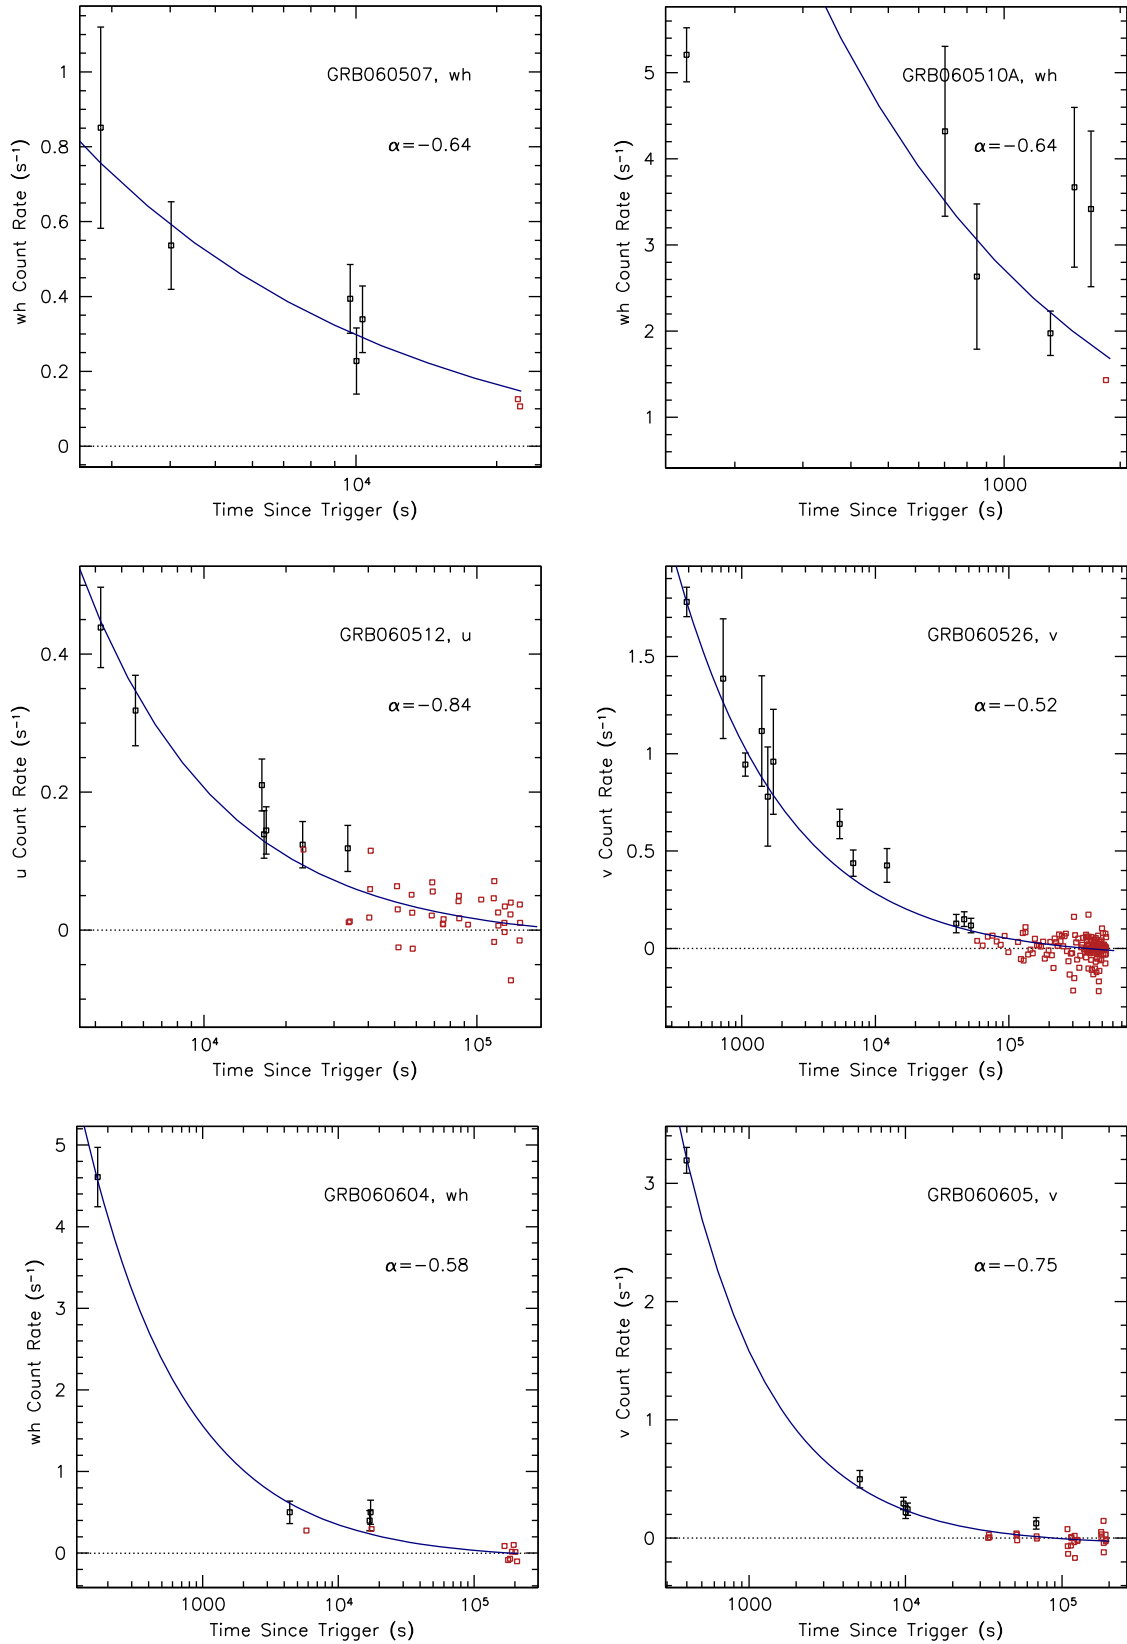 GRB060507, wh
α=−0.64
1
0.8
0.6
0.4
0.2
0
wh Count Rate (s⁻¹)
10⁴
Time Since Trigger (s)
GRB060510A, wh
α=−0.64
5
4
3
2
1
wh Count Rate (s⁻¹)
1000
Time Since Trigger (s)
GRB060512, u
α=−0.84
0.4
0.2
0
u Count Rate (s⁻¹)
10⁴ 10⁵
Time Since Trigger (s)
GRB060526, v
α=−0.52
1.5
1
0.5
0
v Count Rate (s⁻¹)
1000 10⁴ 10⁵
Time Since Trigger (s)
GRB060604, wh
α=−0.58
5
4
3
2
1
0
wh Count Rate (s⁻¹)
1000 10⁴ 10⁵
Time Since Trigger (s)
GRB060605, v
α=−0.75
3
2
1
0
v Count Rate (s⁻¹)
1000 10⁴ 10⁵
Time Since Trigger (s)